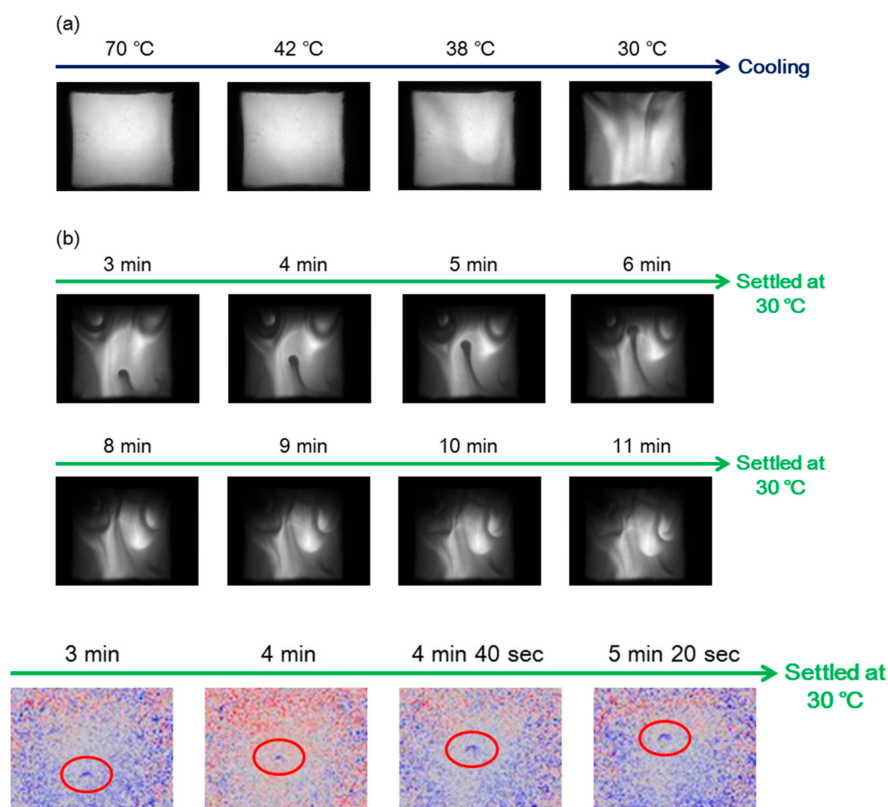 (a)
70 °C 42 °C 38 °C 30 °C
Cooling
(b)
3 min 4 min 5 min 6 min
Settled at
30 °C
8 min 9 min 10 min 11 min
Settled at
30 °C
3 min 4 min 4 min 40 sec 5 min 20 sec
Settled at
30 °C